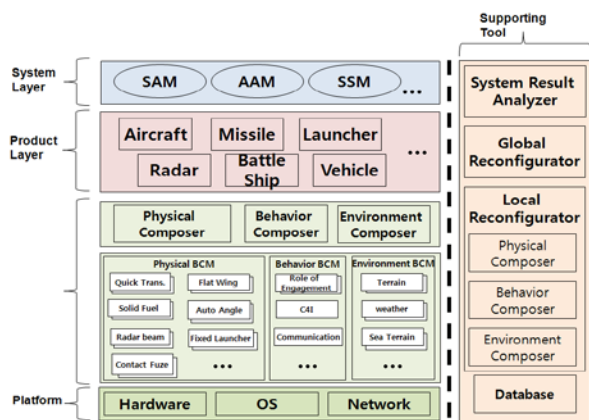 Supporting
Tool
System
Layer
SAM
AAM
SSM
...
System Result
Analyzer
Product
Layer
Aircraft
Missile
Launcher
...
Radar
Battle
Ship
Vehicle
Global
Reconfigurator
Physical
Composer
Behavior
Composer
Environment
Composer
Local
Reconfigurator
Physical
Composer
Behavior
Composer
Environment
Composer
Physical BCM
Quick Trans.
Flat Wing
Solid Fuel
Auto Angle
Radar beam
Fixed Launcher
Contact Fuze
...
Behavior BCM
Role of
Engagement
C4I
Communication
...
Environment BCM
Terrain
weather
Sea Terrain
...
Platform
Hardware
OS
Network
Database